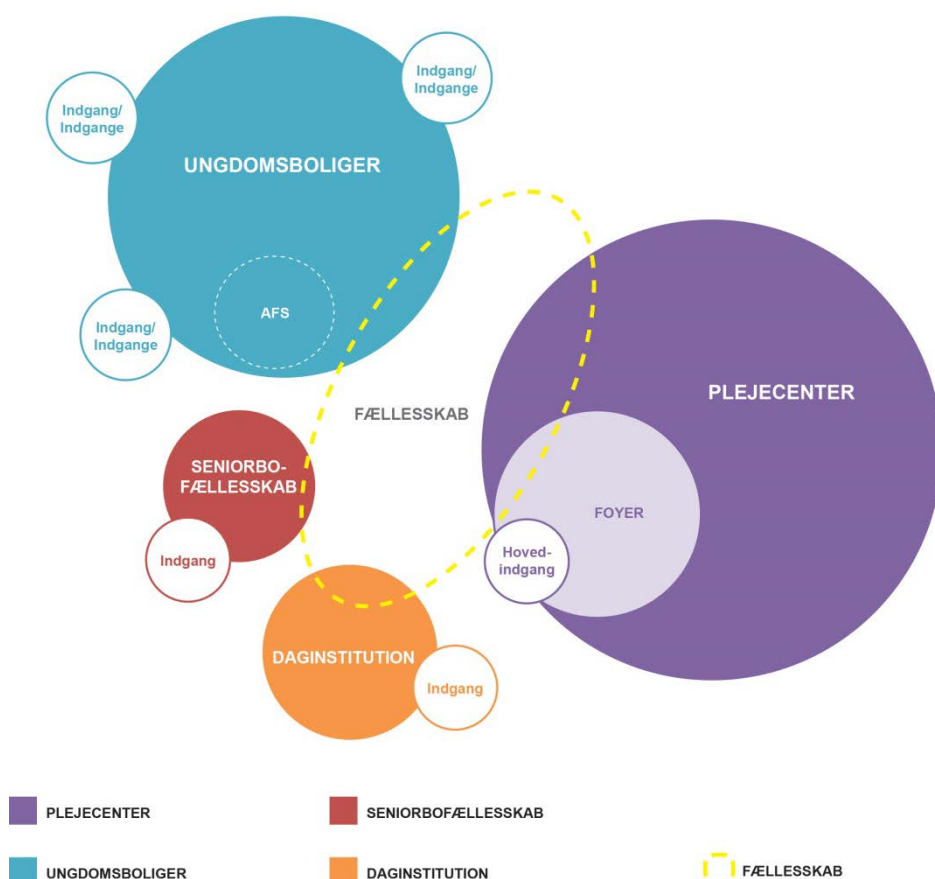 Indgang/
Indgange
Indgang/
Indgange
UNGDOMSBOLIGER
AFS
Indgang/
Indgange
PLEJECENTER
FÆLLESSKAB
SENIORBO-
FÆLLESSKAB
FOYER
Hoved-
indgang
Indgang
DAGINSTITUTION
Indgang
PLEJECENTER
SENIORBOFÆLLESSKAB
UNGDOMSBOLIGER
DAGINSTITUTION
FÆLLESSKAB